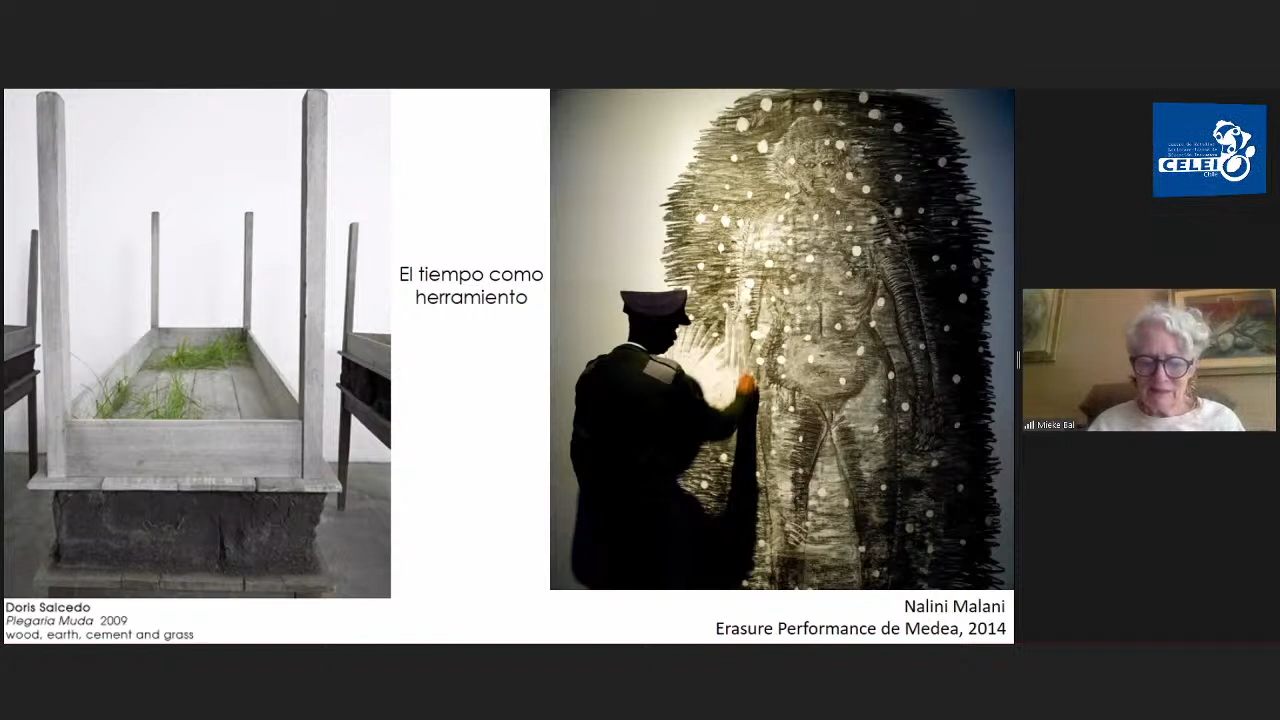 El tiempo como
herramiento
Doris Salcedo
Plegaria Muda 2009
wood, earth, cement and grass
Nalini Malani
Erasure Performance de Medea, 2014
CELEI
Chile
Mieke Bal